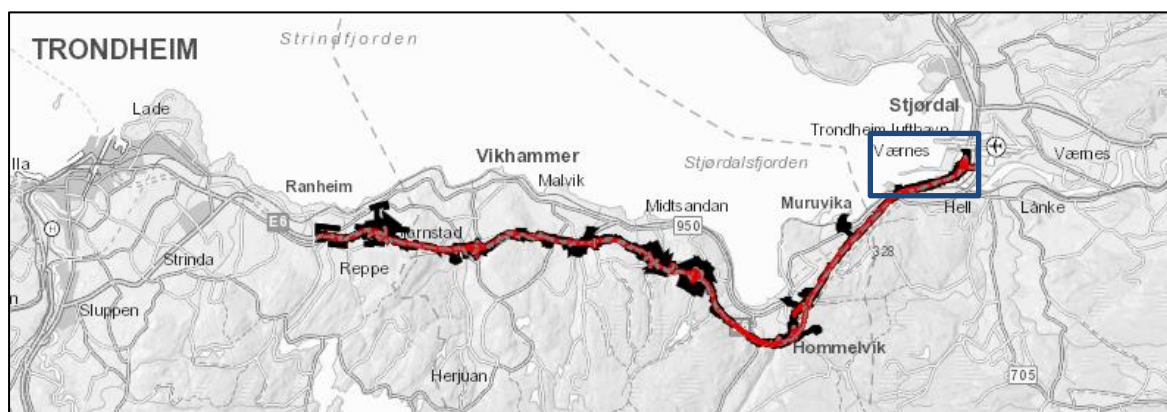 TRONDHEIM
Strindfjorden
Lade
Stjørdal
Trondheim lufthavn
Værnes
Værnes
lla
Vikhammer
Stjørdalsfjorden
Ranheim
Malvik
Midtsandan
Muruvika
Hell
Lånke
E6
950
Strinda
Reppe
328
Sluppen
Hommelvik
Herjuan
705